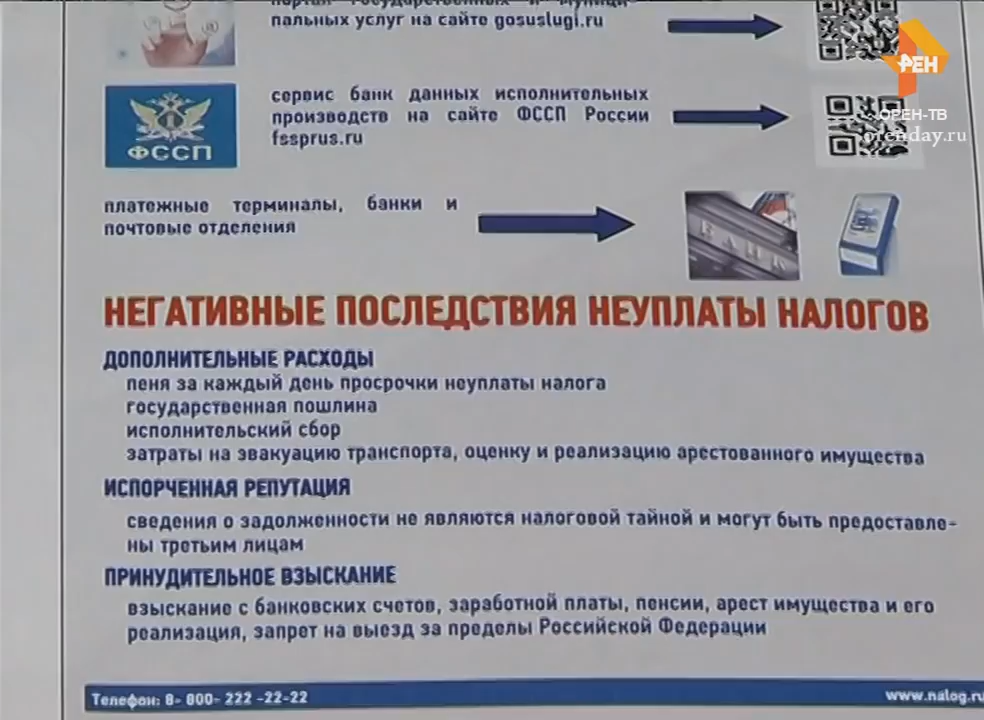 пальных услуг на сайте gosuslugi.ru
РЕН
сервис банк данных исполнительных
производств на сайте ФССП России
fssprus.ru
ФССП
ОРЕН-ТВ
orenday.ru
платежные терминалы, банки и
почтовые отделения
БАНК
НЕГАТИВНЫЕ ПОСЛЕДСТВИЯ НЕУПЛАТЫ НАЛОГОВ
ДОПОЛНИТЕЛЬНЫЕ РАСХОДЫ
пеня за каждый день просрочки неуплаты налога
государственная пошлина
исполнительский сбор
затраты на эвакуацию транспорта, оценку и реализацию арестованного имущества
ИСПОРЧЕННАЯ РЕПУТАЦИЯ
сведения о задолженности не являются налоговой тайной и могут быть предоставле-
ны третьим лицам
ПРИНУДИТЕЛЬНОЕ ВЗЫСКАНИЕ
взыскание с банковских счетов, заработной платы, пенсии, арест имущества и его
реализация, запрет на выезд за пределы Российской Федерации
Телефон: 8- 800- 222 -22-22
www.nalog.ru